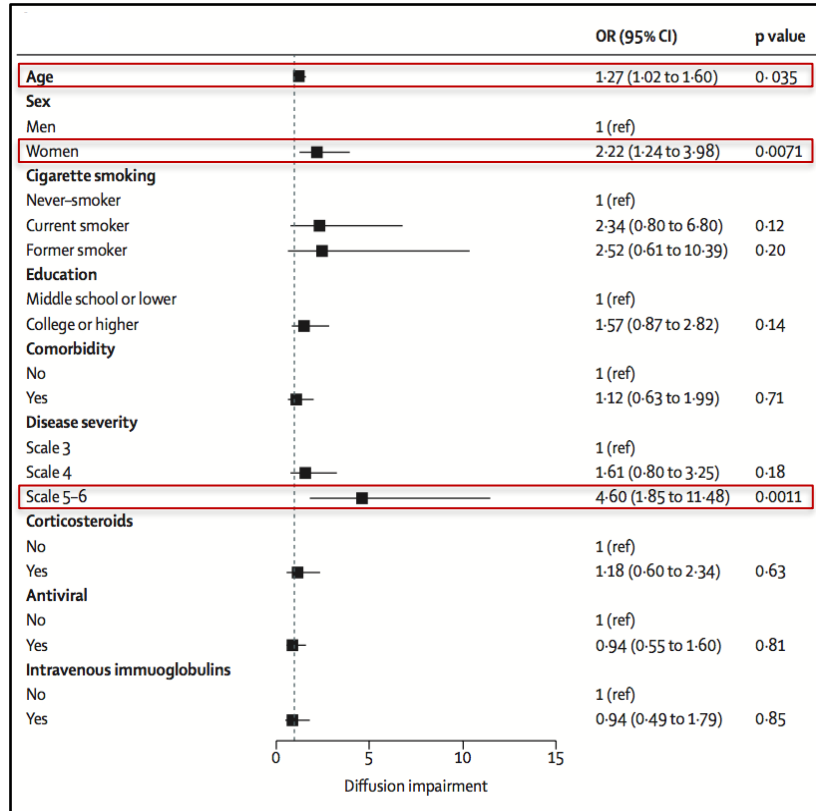 OR (95% CI) p value
Age 1·27 (1·02 to 1·60) 0·035
Sex
Men 1 (ref)
Women 2·22 (1·24 to 3·98) 0·0071
Cigarette smoking
Never–smoker 1 (ref)
Current smoker 2·34 (0·80 to 6·80) 0·12
Former smoker 2·52 (0·61 to 10·39) 0·20
Education
Middle school or lower 1 (ref)
College or higher 1·57 (0·87 to 2·82) 0·14
Comorbidity
No 1 (ref)
Yes 1·12 (0·63 to 1·99) 0·71
Disease severity
Scale 3 1 (ref)
Scale 4 1·61 (0·80 to 3·25) 0·18
Scale 5–6 4·60 (1·85 to 11·48) 0·0011
Corticosteroids
No 1 (ref)
Yes 1·18 (0·60 to 2·34) 0·63
Antiviral
No 1 (ref)
Yes 0·94 (0·55 to 1·60) 0·81
Intravenous immuoglobulins
No 1 (ref)
Yes 0·94 (0·49 to 1·79) 0·85
0 5 10 15
Diffusion impairment